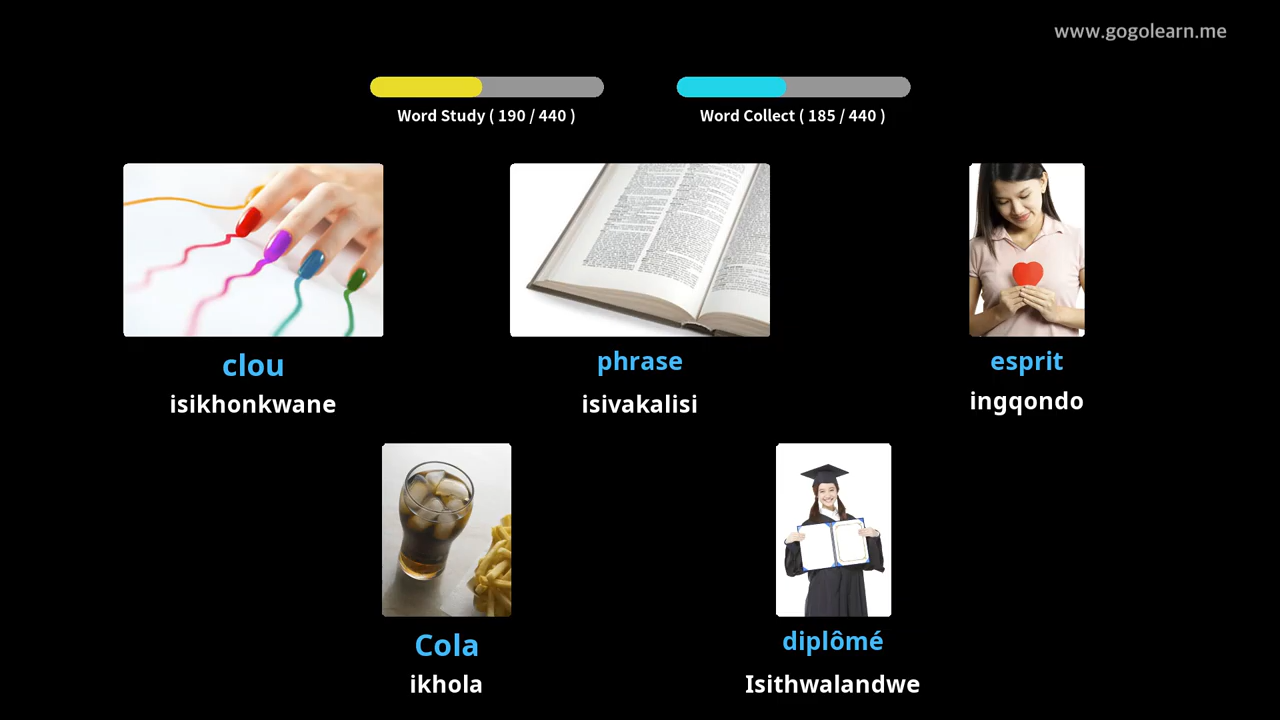 www.gogolearn.me
Word Study ( 190 / 440 )
Word Collect ( 185 / 440 )
clou
isikhonkwane
phrase
isivakalisi
esprit
ingqondo
Cola
ikhola
diplômé
Isithwalandwe